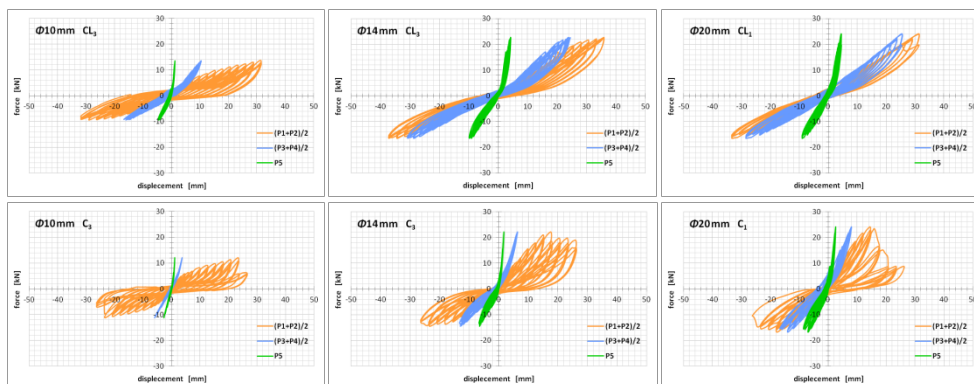 Φ10mm CL₃
30
20
10
0
-10
-20
-30
-50 -40 -30 -20 -10 0 10 20 30 40 50
force [kN]
(P1+P2)/2
(P3+P4)/2
P5
displecement [mm]
Φ14mm CL₃
30
20
10
0
-10
-20
-30
-50 -40 -30 -20 -10 0 10 20 30 40 50
force [kN]
(P1+P2)/2
(P3+P4)/2
P5
displecement [mm]
Φ20mm CL₁
30
20
10
0
-10
-20
-30
-50 -40 -30 -20 -10 0 10 20 30 40 50
force [kN]
(P1+P2)/2
(P3+P4)/2
P5
displecement [mm]
Φ10mm C₃
30
20
10
0
-10
-20
-30
-50 -40 -30 -20 -10 0 10 20 30 40 50
force [kN]
(P1+P2)/2
(P3+P4)/2
P5
displecement [mm]
Φ14mm C₃
30
20
10
0
-10
-20
-30
-50 -40 -30 -20 -10 0 10 20 30 40 50
force [kN]
(P1+P2)/2
(P3+P4)/2
P5
displecement [mm]
Φ20mm C₁
30
20
10
0
-10
-20
-30
-50 -40 -30 -20 -10 0 10 20 30 40 50
force [kN]
(P1+P2)/2
(P3+P4)/2
P5
displecement [mm]